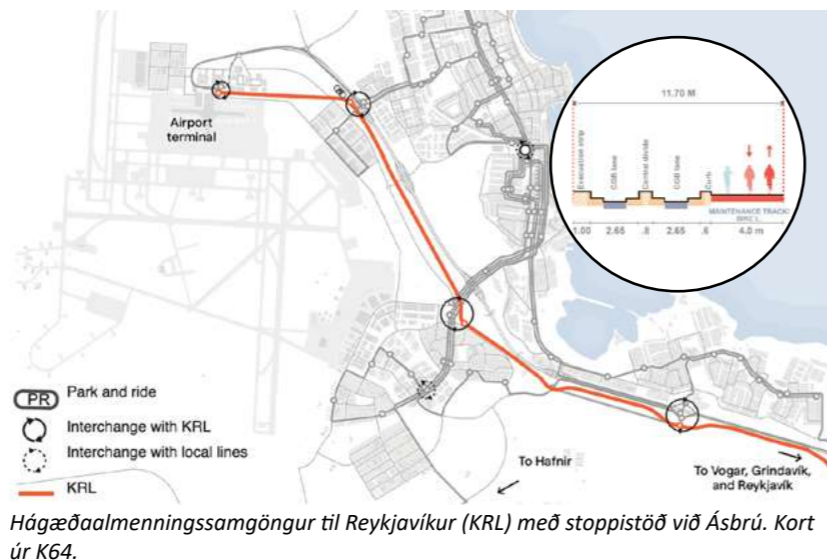 11.70 M
Evacuation strip
CGB lane
Central divide
CGB lane
Curb
MAINTENANCE TRACK/
BIKE L.
1.00 2.65 .8 2.65 .6 4.0 m
Airport
terminal
PR
PR Park and ride
Interchange with KRL
Interchange with local lines
KRL
To Hafnir
To Vogar, Grindavík,
and Reykjavík
Hágæðaalmenningssamgöngur til Reykjavíkur (KRL) með stoppistöð við Ásbrú. Kort
úr K64.